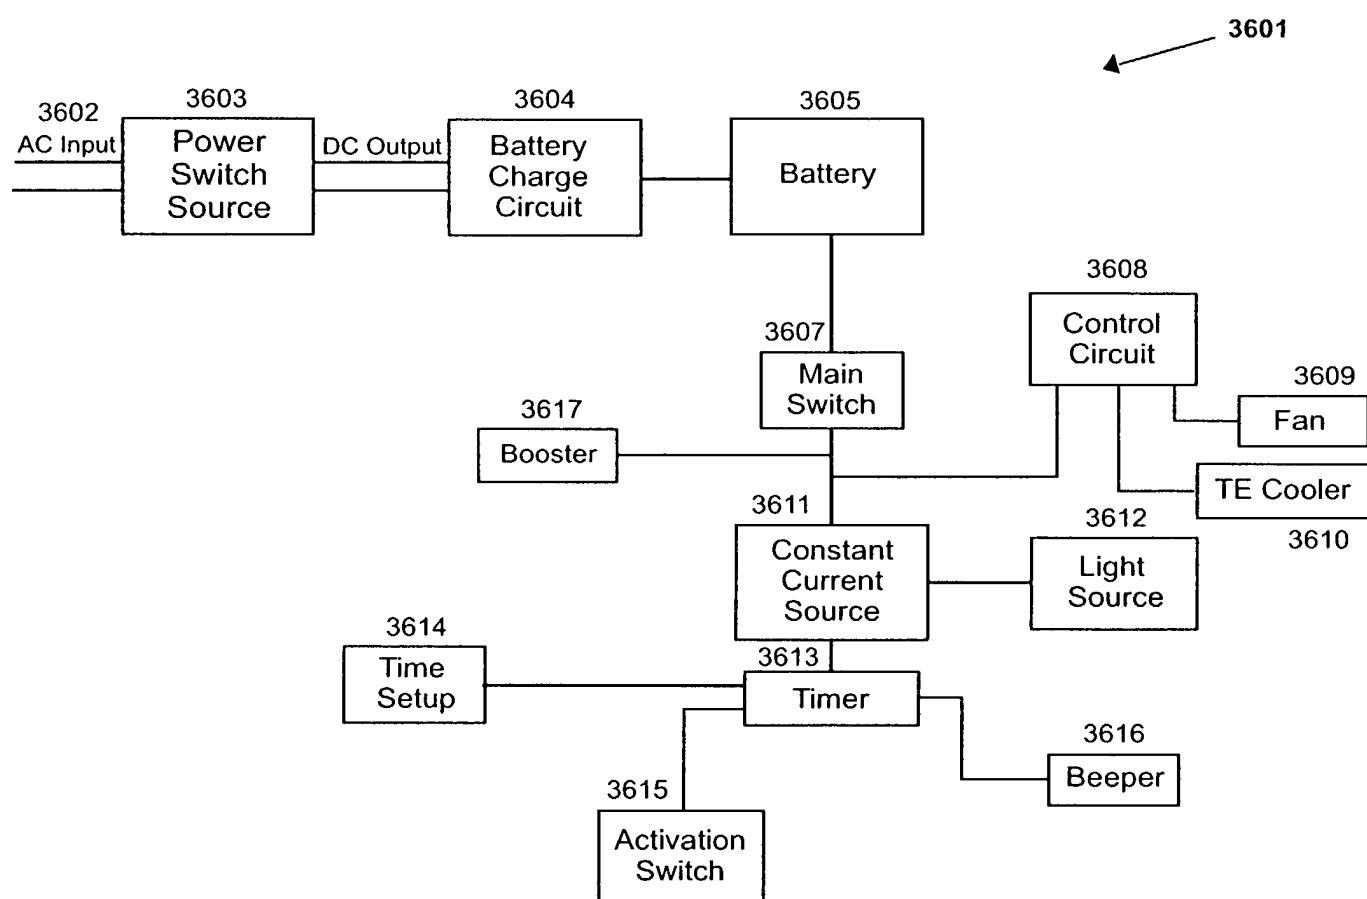 3601
3602
3603
3604
3605
AC Input
Power
Switch
Source
DC Output
Battery
Charge
Circuit
Battery
3608
Control
Circuit
3607
Main
Switch
3609
Fan
3617
Booster
TE Cooler
3610
3611
Constant
Current
Source
3612
Light
Source
3614
Time
Setup
3613
Timer
3616
Beeper
3615
Activation
Switch